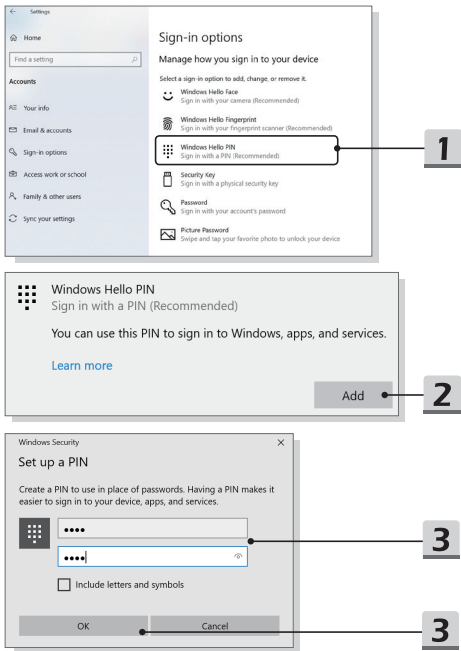 ← Settings
Home
Find a setting
Accounts
Your info
Email & accounts
Sign-in options
Access work or school
Family & other users
Sync your settings
Sign-in options
Manage how you sign in to your device
Select a sign-in option to add, change, or remove it.
Windows Hello Face
Sign in with your camera (Recommended)
Windows Hello Fingerprint
Sign in with your fingerprint scanner (Recommended)
Windows Hello PIN
Sign in with a PIN (Recommended)
1
Security Key
Sign in with a physical security key
Password
Sign in with your account's password
Picture Password
Swipe and tap your favorite photo to unlock your device
Windows Hello PIN
Sign in with a PIN (Recommended)
You can use this PIN to sign in to Windows, apps, and services.
Learn more
Add
2
Windows Security
Set up a PIN
Create a PIN to use in place of passwords. Having a PIN makes it
easier to sign in to your device, apps, and services.
••••
••••
3
Include letters and symbols
OK
Cancel
3